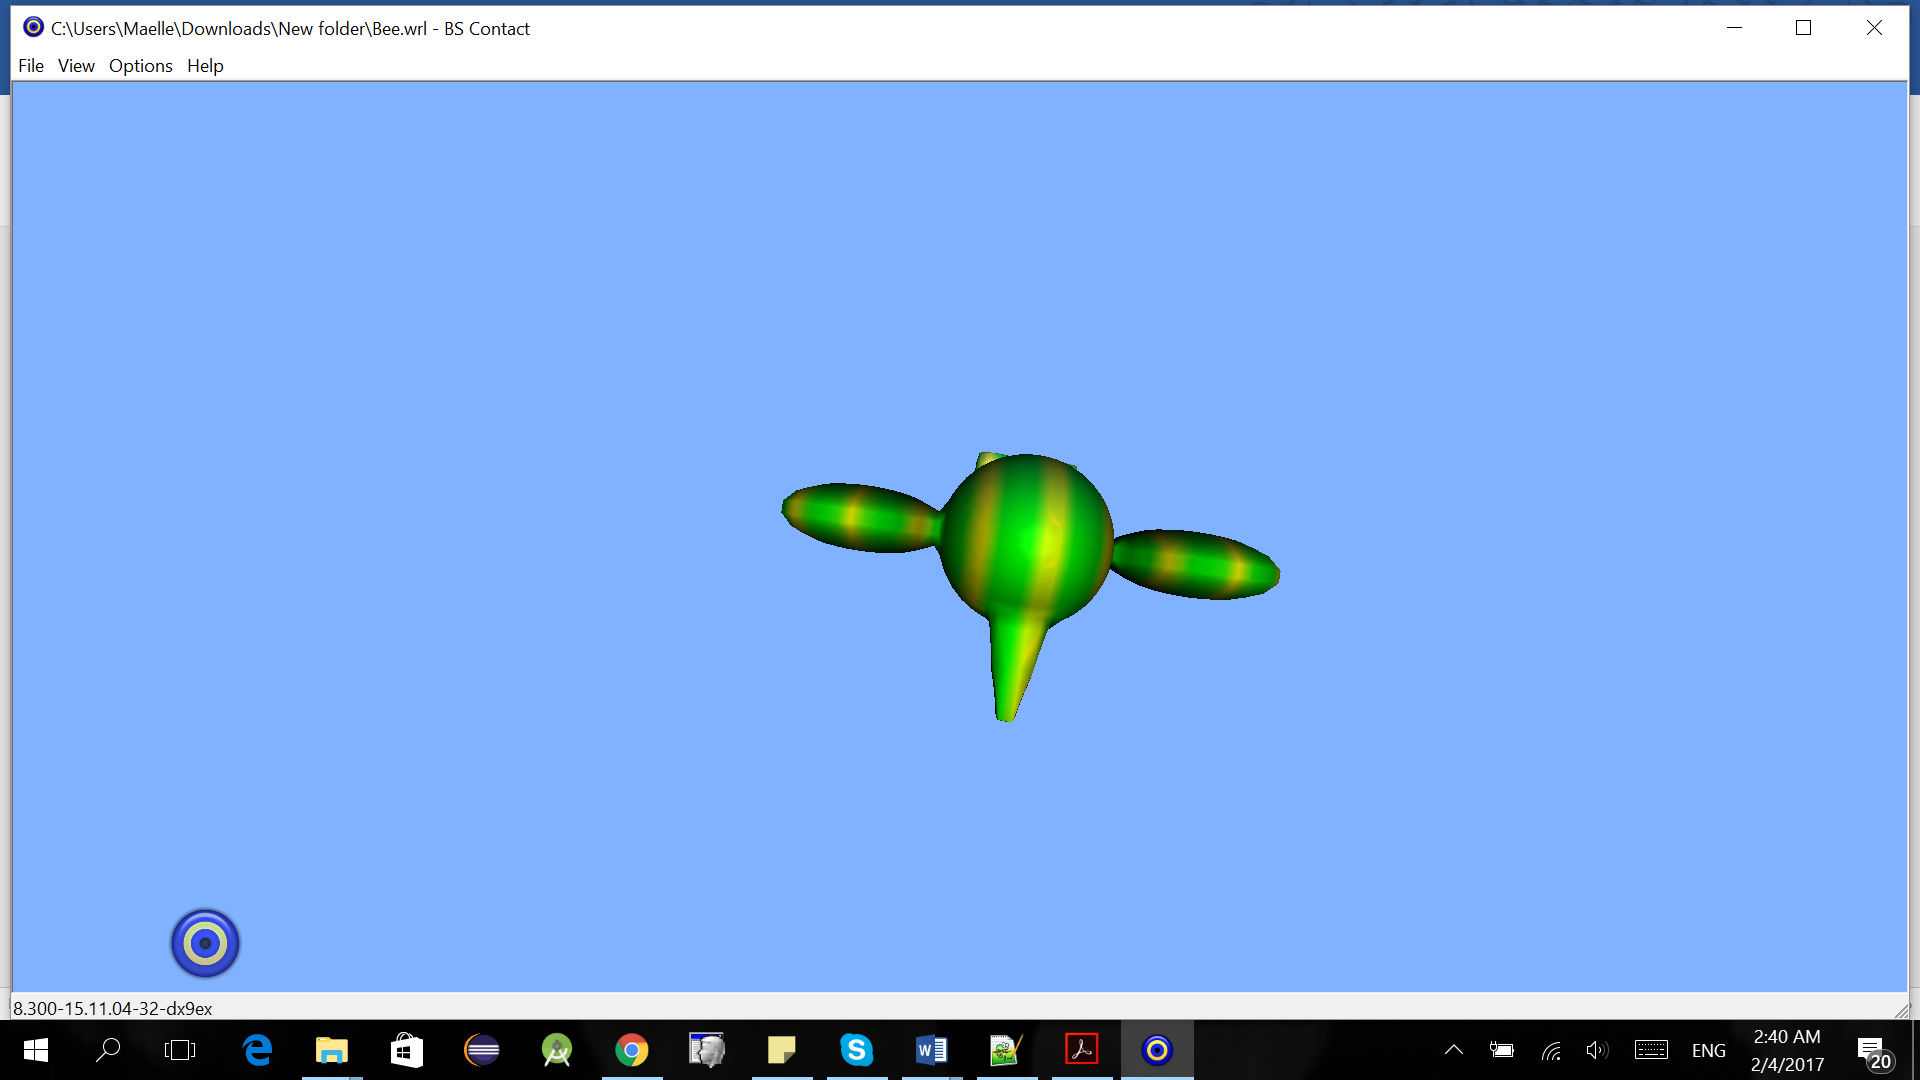 C:\Users\Maelle\Downloads\New folder\Bee.wrl - BS Contact
File View Options Help
8.300-15.11.04-32-dx9ex
ENG
2:40 AM
2/4/2017
20